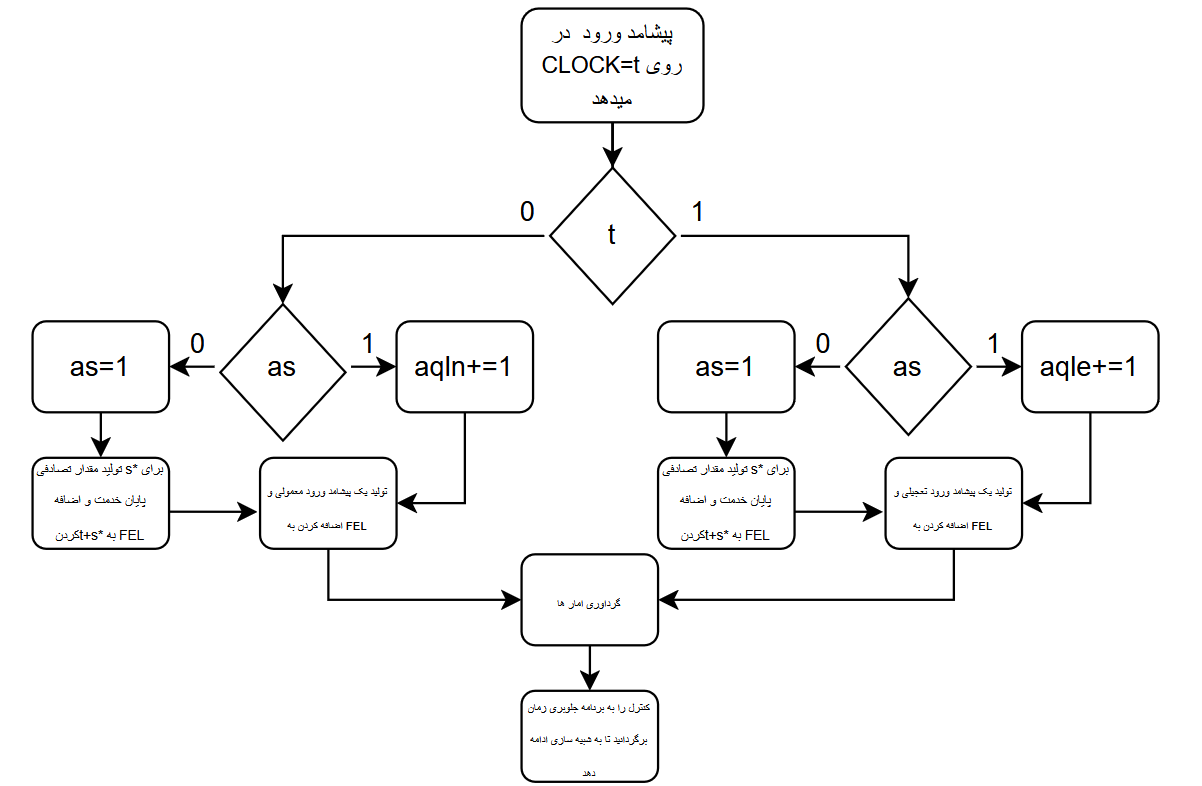 پیشامد ورود در
روی CLOCK=t
میدهد
0
1
t
as=1
0
as
1
aqln+=1
as=1
0
as
1
aqle+=1
برای *s تولید مقدار تصادفی
پایان خدمت و اضافه
FEL به *t+sکردن
تولید یک پیشامد ورود معمولی و
FEL اضافه کردن به
برای *s تولید مقدار تصادفی
پایان خدمت و اضافه
FEL به *t+sکردن
تولید یک پیشامد ورود تعجیلی و
FEL اضافه کردن به
گرداوری امار ها
کنترل را به برنامه جلوبری زمان
برگردانید تا به شبیه سازی ادامه
دهد